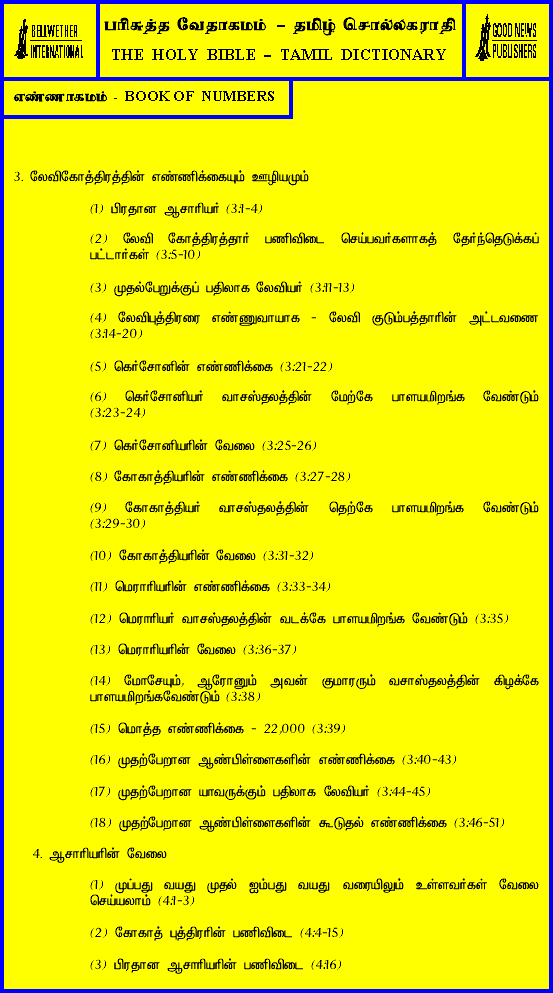 BELLWETHER
INTERNATIONAL
பரிசுத்த வேதாகமம் – தமிழ் சொல்லகராதி
THE HOLY BIBLE – TAMIL DICTIONARY
GOOD NEWS
PUBLISHERS
எண்ணாகமம் - BOOK OF NUMBERS
3. லேவிகோத்திரத்தின் எண்ணிக்கையும் ஊழியமும்
(1) பிரதான ஆசாரியர் (3:1-4)
(2) லேவி கோத்திரத்தார் பணிவிடை செய்பவர்களாகத் தேர்ந்தெடுக்கப்
பட்டார்கள் (3:5-10)
(3) முதல்பேறுக்குப் பதிலாக லேவியர் (3:11-13)
(4) லேவிபுத்திரரை எண்ணுவாயாக - லேவி குடும்பத்தாரின் அட்டவணை
(3:14-20)
(5) கெர்சோனின் எண்ணிக்கை (3:21-22)
(6) கெர்சோனியர் வாசஸ்தலத்தின் மேற்கே பாளயமிறங்க வேண்டும்
(3:23-24)
(7) கெர்சோனியரின் வேலை (3:25-26)
(8) கோகாத்தியரின் எண்ணிக்கை (3:27-28)
(9) கோகாத்தியர் வாசஸ்தலத்தின் தெற்கே பாளயமிறங்க வேண்டும்
(3:29-30)
(10) கோகாத்தியரின் வேலை (3:31-32)
(11) மெராரியரின் எண்ணிக்கை (3:33-34)
(12) மெராரியர் வாசஸ்தலத்தின் வடக்கே பாளயமிறங்க வேண்டும் (3:35)
(13) மெராரியரின் வேலை (3:36-37)
(14) மோசேயும், ஆரோனும் அவன் குமாரரும் வசாஸ்தலத்தின் கிழக்கே
பாளயமிறங்கவேண்டும் (3:38)
(15) மொத்த எண்ணிக்கை - 22,000 (3:39)
(16) முதற்பேறான ஆண்பிள்ளைகளின் எண்ணிக்கை (3:40-43)
(17) முதற்பேறான யாவருக்கும் பதிலாக லேவியர் (3:44-45)
(18) முதற்பேறான ஆண்பிள்ளைகளின் கூடுதல் எண்ணிக்கை (3:46-51)
4. ஆசாரியரின் வேலை
(1) முப்பது வயது முதல் ஐம்பது வயது வரையிலும் உள்ளவர்கள் வேலை
செய்யலாம் (4:1-3)
(2) கோகாத் புத்திரரின் பணிவிடை (4:4-15)
(3) பிரதான ஆசாரியரின் பணிவிடை (4:16)